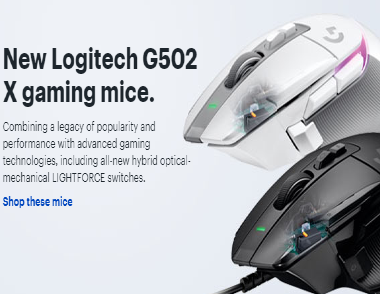 New Logitech G502
X gaming mice.
Combining a legacy of popularity and
performance with advanced gaming
technologies, including all-new hybrid optical-
mechanical LIGHTFORCE switches.
Shop these mice